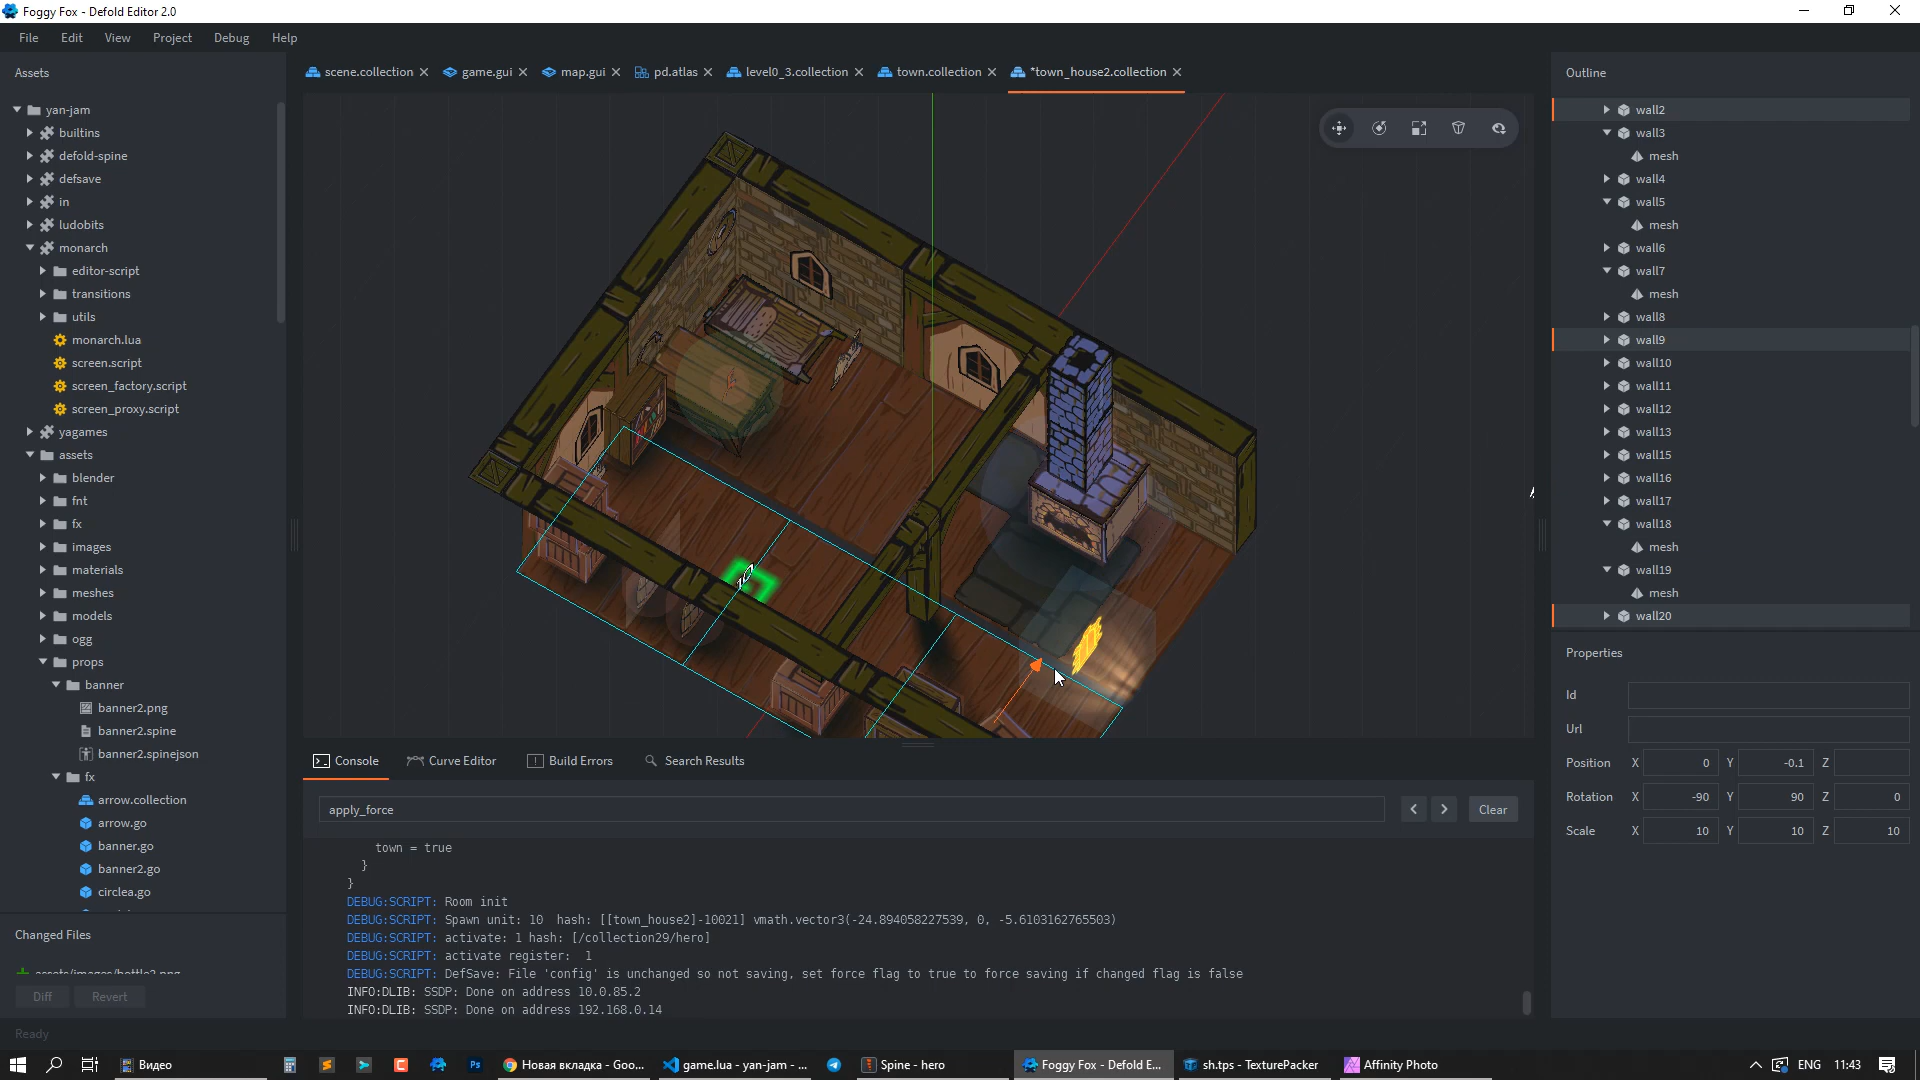 Foggy Fox - Defold Editor 2.0
File Edit View Project Debug Help
Assets
yan-jam
builtins
defold-spine
defsave
in
ludobits
monarch
editor-script
transitions
utils
monarch.lua
screen.script
screen_factory.script
screen_proxy.script
yagames
assets
blender
fnt
fx
images
materials
meshes
models
ogg
props
banner
banner2.png
banner2.spine
banner2.spinejson
fx
arrow.collection
arrow.go
banner.go
banner2.go
circlea.go
Changed Files
assets/images/bottle2.png
Diff Revert
Ready
scene.collection game.gui map.gui pd.atlas level0_3.collection town.collection *town_house2.collection
Console Curve Editor Build Errors Search Results
apply_force
Clear
town = true
}
}
DEBUG:SCRIPT: Room init
DEBUG:SCRIPT: Spawn unit: 10 hash: [[town_house2]-10021] vmath.vector3(-24.894058227539, 0, -5.6103162765503)
DEBUG:SCRIPT: activate: 1 hash: [/collection29/hero]
DEBUG:SCRIPT: activate register: 1
DEBUG:SCRIPT: DefSave: File 'config' is unchanged so not saving, set force flag to true to force saving if changed flag is false
INFO:DLIB: SSDP: Done on address 10.0.85.2
INFO:DLIB: SSDP: Done on address 192.168.0.14
Outline
wall2
wall3
mesh
wall4
wall5
mesh
wall6
wall7
mesh
wall8
wall9
wall10
wall11
wall12
wall13
wall15
wall16
wall17
wall18
mesh
wall19
mesh
wall20
Properties
Id
Url
Position X 0 Y -0.1 Z
Rotation X -90 Y 90 Z 0
Scale X 10 Y 10 Z 10
Видео
Ps
Новая вкладка - Goo...
game.lua - yan-jam - ...
Spine - hero
Foggy Fox - Defold E...
sh.tps - TexturePacker
Affinity Photo
ENG 11:43